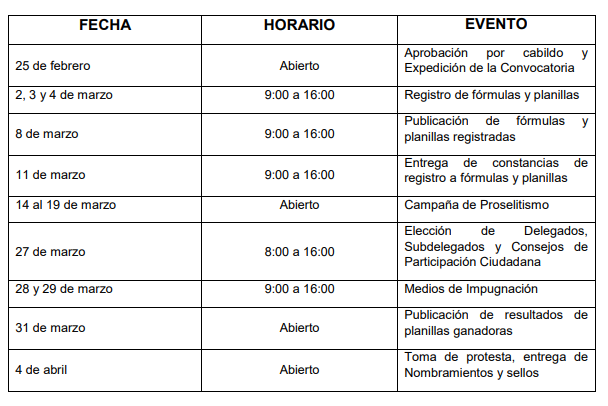 FECHA HORARIO EVENTO
25 de febrero Abierto Aprobación por cabildo y
Expedición de la Convocatoria
2, 3 y 4 de marzo 9:00 a 16:00 Registro de fórmulas y planillas
8 de marzo 9:00 a 16:00 Publicación de fórmulas y
planillas registradas
11 de marzo 9:00 a 16:00 Entrega de constancias de
registro a fórmulas y planillas
14 al 19 de marzo Abierto Campaña de Proselitismo
27 de marzo 8:00 a 16:00 Elección de Delegados,
Subdelegados y Consejos de
Participación Ciudadana
28 y 29 de marzo 9:00 a 16:00 Medios de Impugnación
31 de marzo Abierto Publicación de resultados de
planillas ganadoras
4 de abril Abierto Toma de protesta, entrega de
Nombramientos y sellos